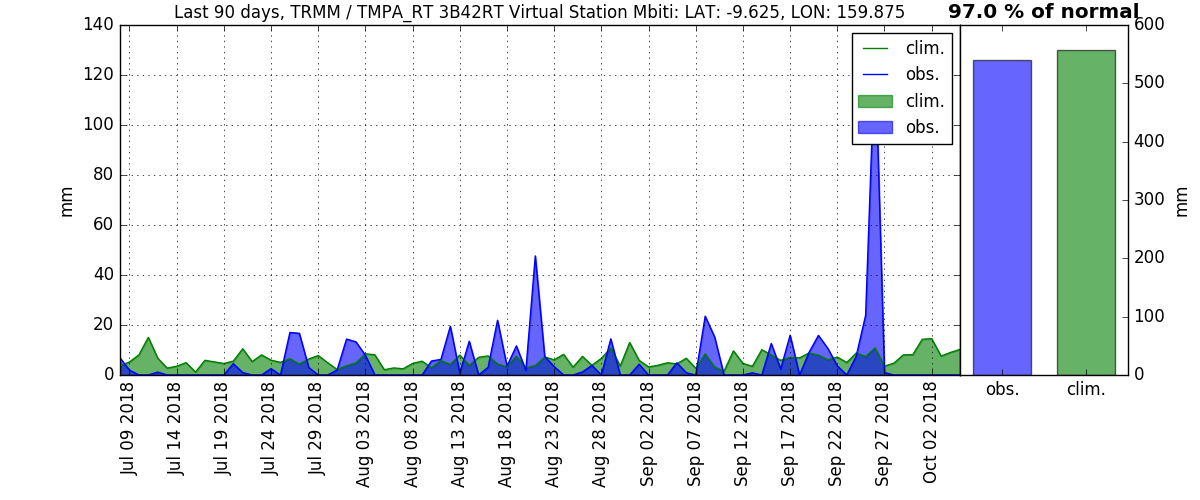 Last 90 days, TRMM / TMPA_RT 3B42RT Virtual Station Mbiti: LAT: -9.625, LON: 159.875
97.0 % of normal
140
120
100
80
60
40
20
0
mm
clim.
obs.
clim.
obs.
600
500
400
300
200
100
0
mm
obs.
clim.
Jul 09 2018
Jul 14 2018
Jul 19 2018
Jul 24 2018
Jul 29 2018
Aug 03 2018
Aug 08 2018
Aug 13 2018
Aug 18 2018
Aug 23 2018
Aug 28 2018
Sep 02 2018
Sep 07 2018
Sep 12 2018
Sep 17 2018
Sep 22 2018
Sep 27 2018
Oct 02 2018